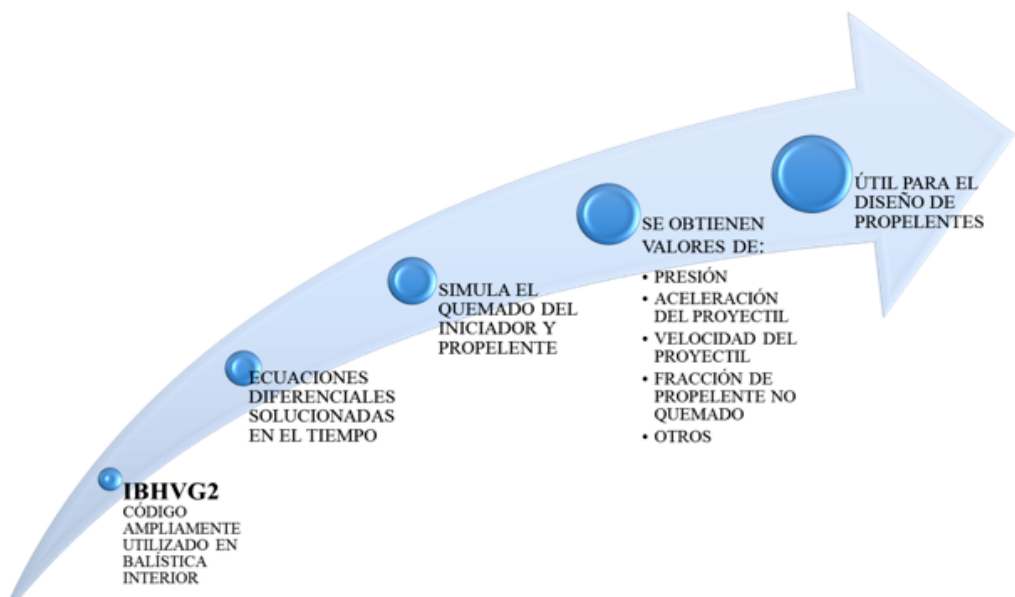 IBHVG2
CÓDIGO
AMPLIAMENTE
UTILIZADO EN
BALÍSTICA
INTERIOR
ECUACIONES
DIFERENCIALES
SOLUCIONADAS
EN EL TIEMPO
SIMULA EL
QUEMADO DEL
INICIADOR Y
PROPELENTE
SE OBTIENEN
VALORES DE:
• PRESIÓN
• ACELERACIÓN
DEL PROYECTIL
• VELOCIDAD DEL
PROYECTIL
• FRACCIÓN DE
PROPELENTE NO
QUEMADO
• OTROS
ÚTIL PARA EL
DISEÑO DE
PROPELENTES